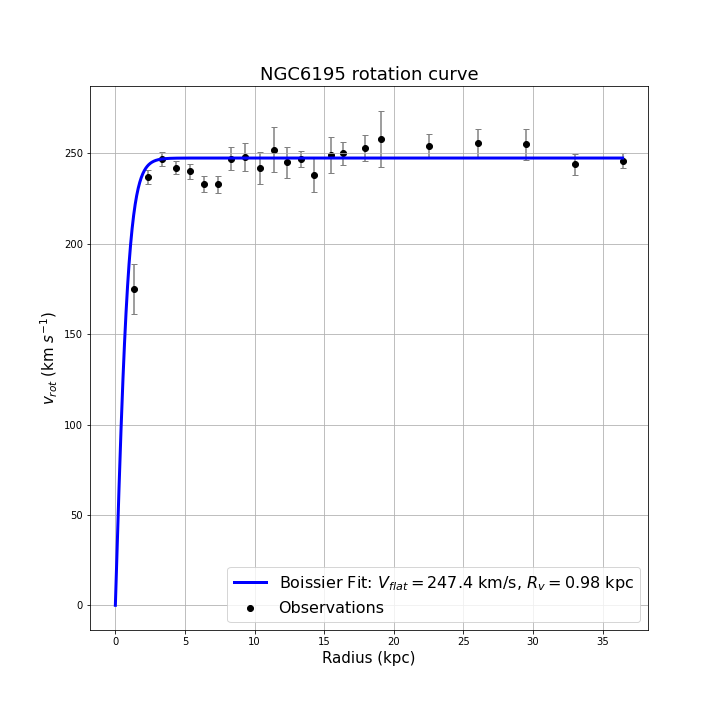 NGC6195 rotation curve
250
200
150
100
50
0
v_rot (km s⁻¹)
Boissier Fit: V_flat = 247.4 km/s, R_v = 0.98 kpc
Observations
0 5 10 15 20 25 30 35
Radius (kpc)